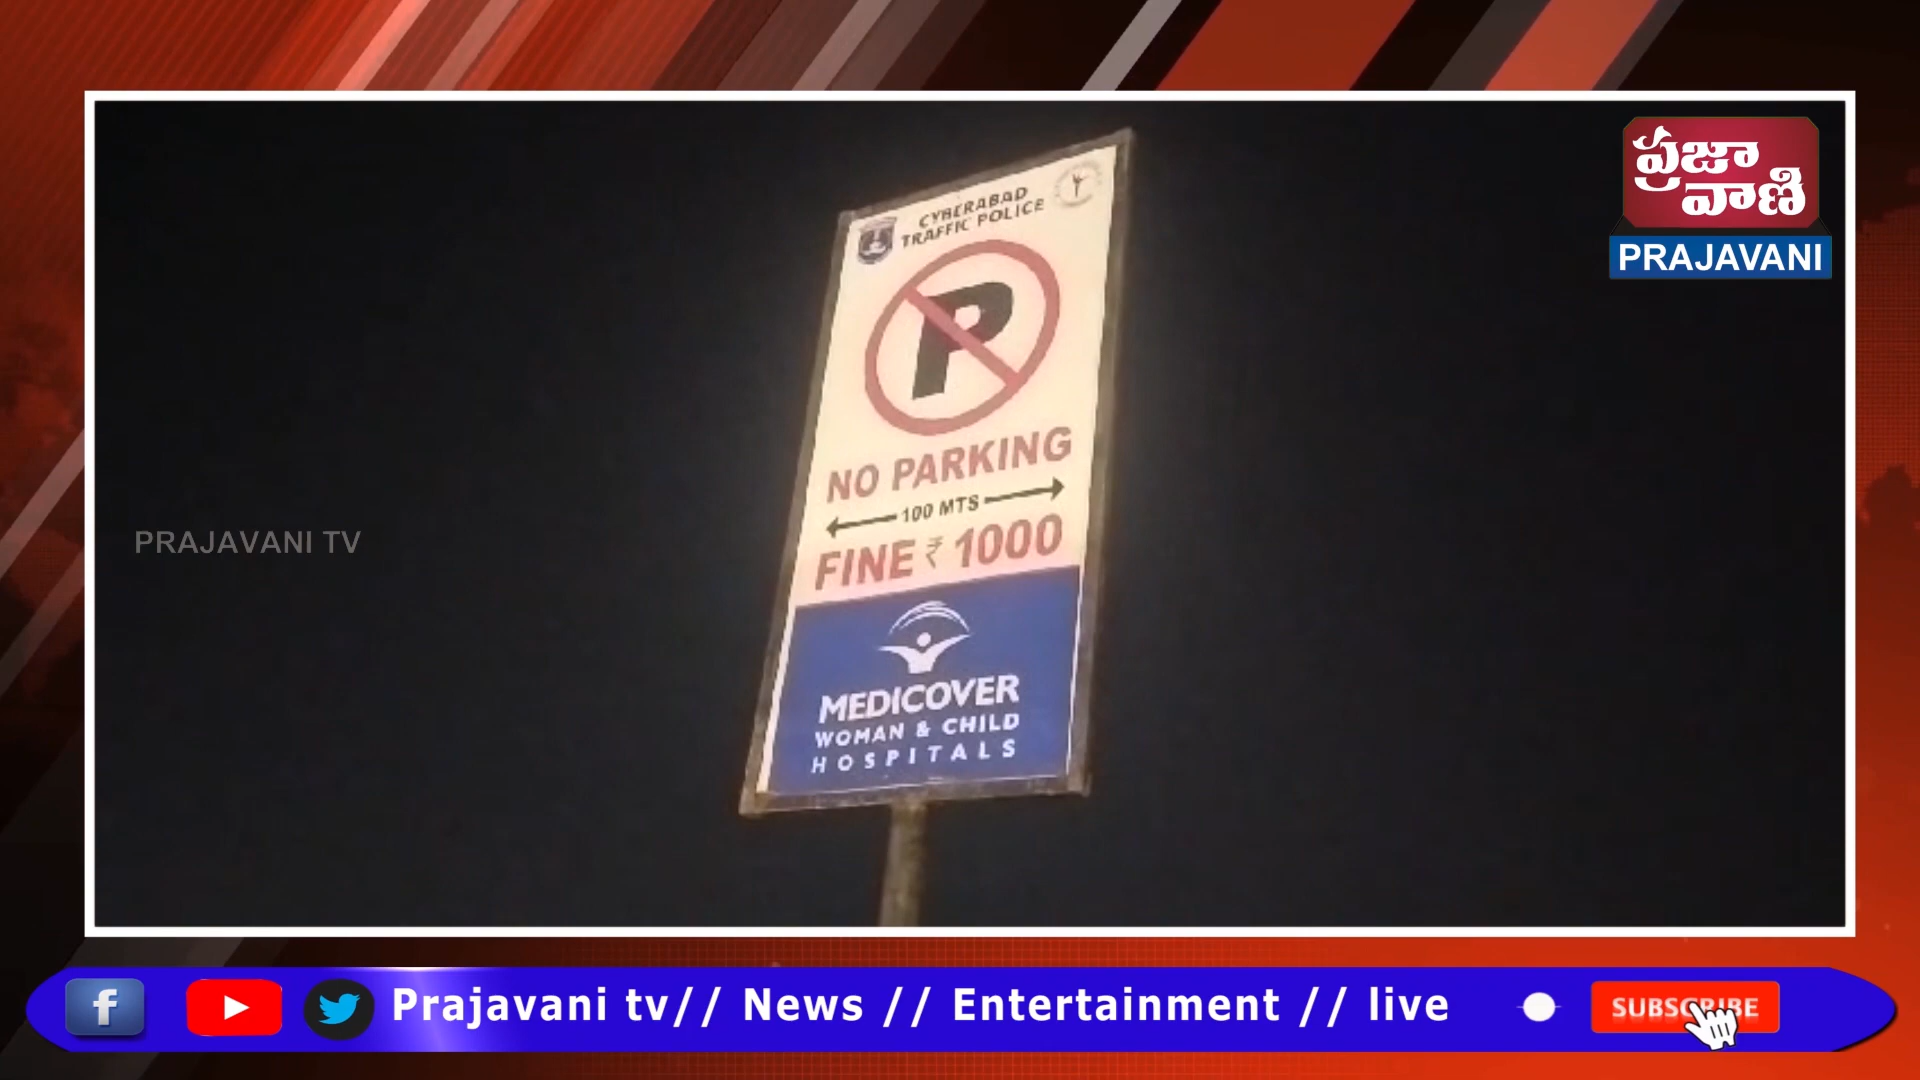 ప్రజా
వాణి
PRAJAVANI
CYBERABAD
TRAFFIC POLICE
P
NO PARKING
100 MTS
FINE ₹ 1000
MEDICOVER
WOMAN & CHILD
HOSPITALS
PRAJAVANI TV
f
Prajavani tv// News // Entertainment // live
SUBSCRIBE